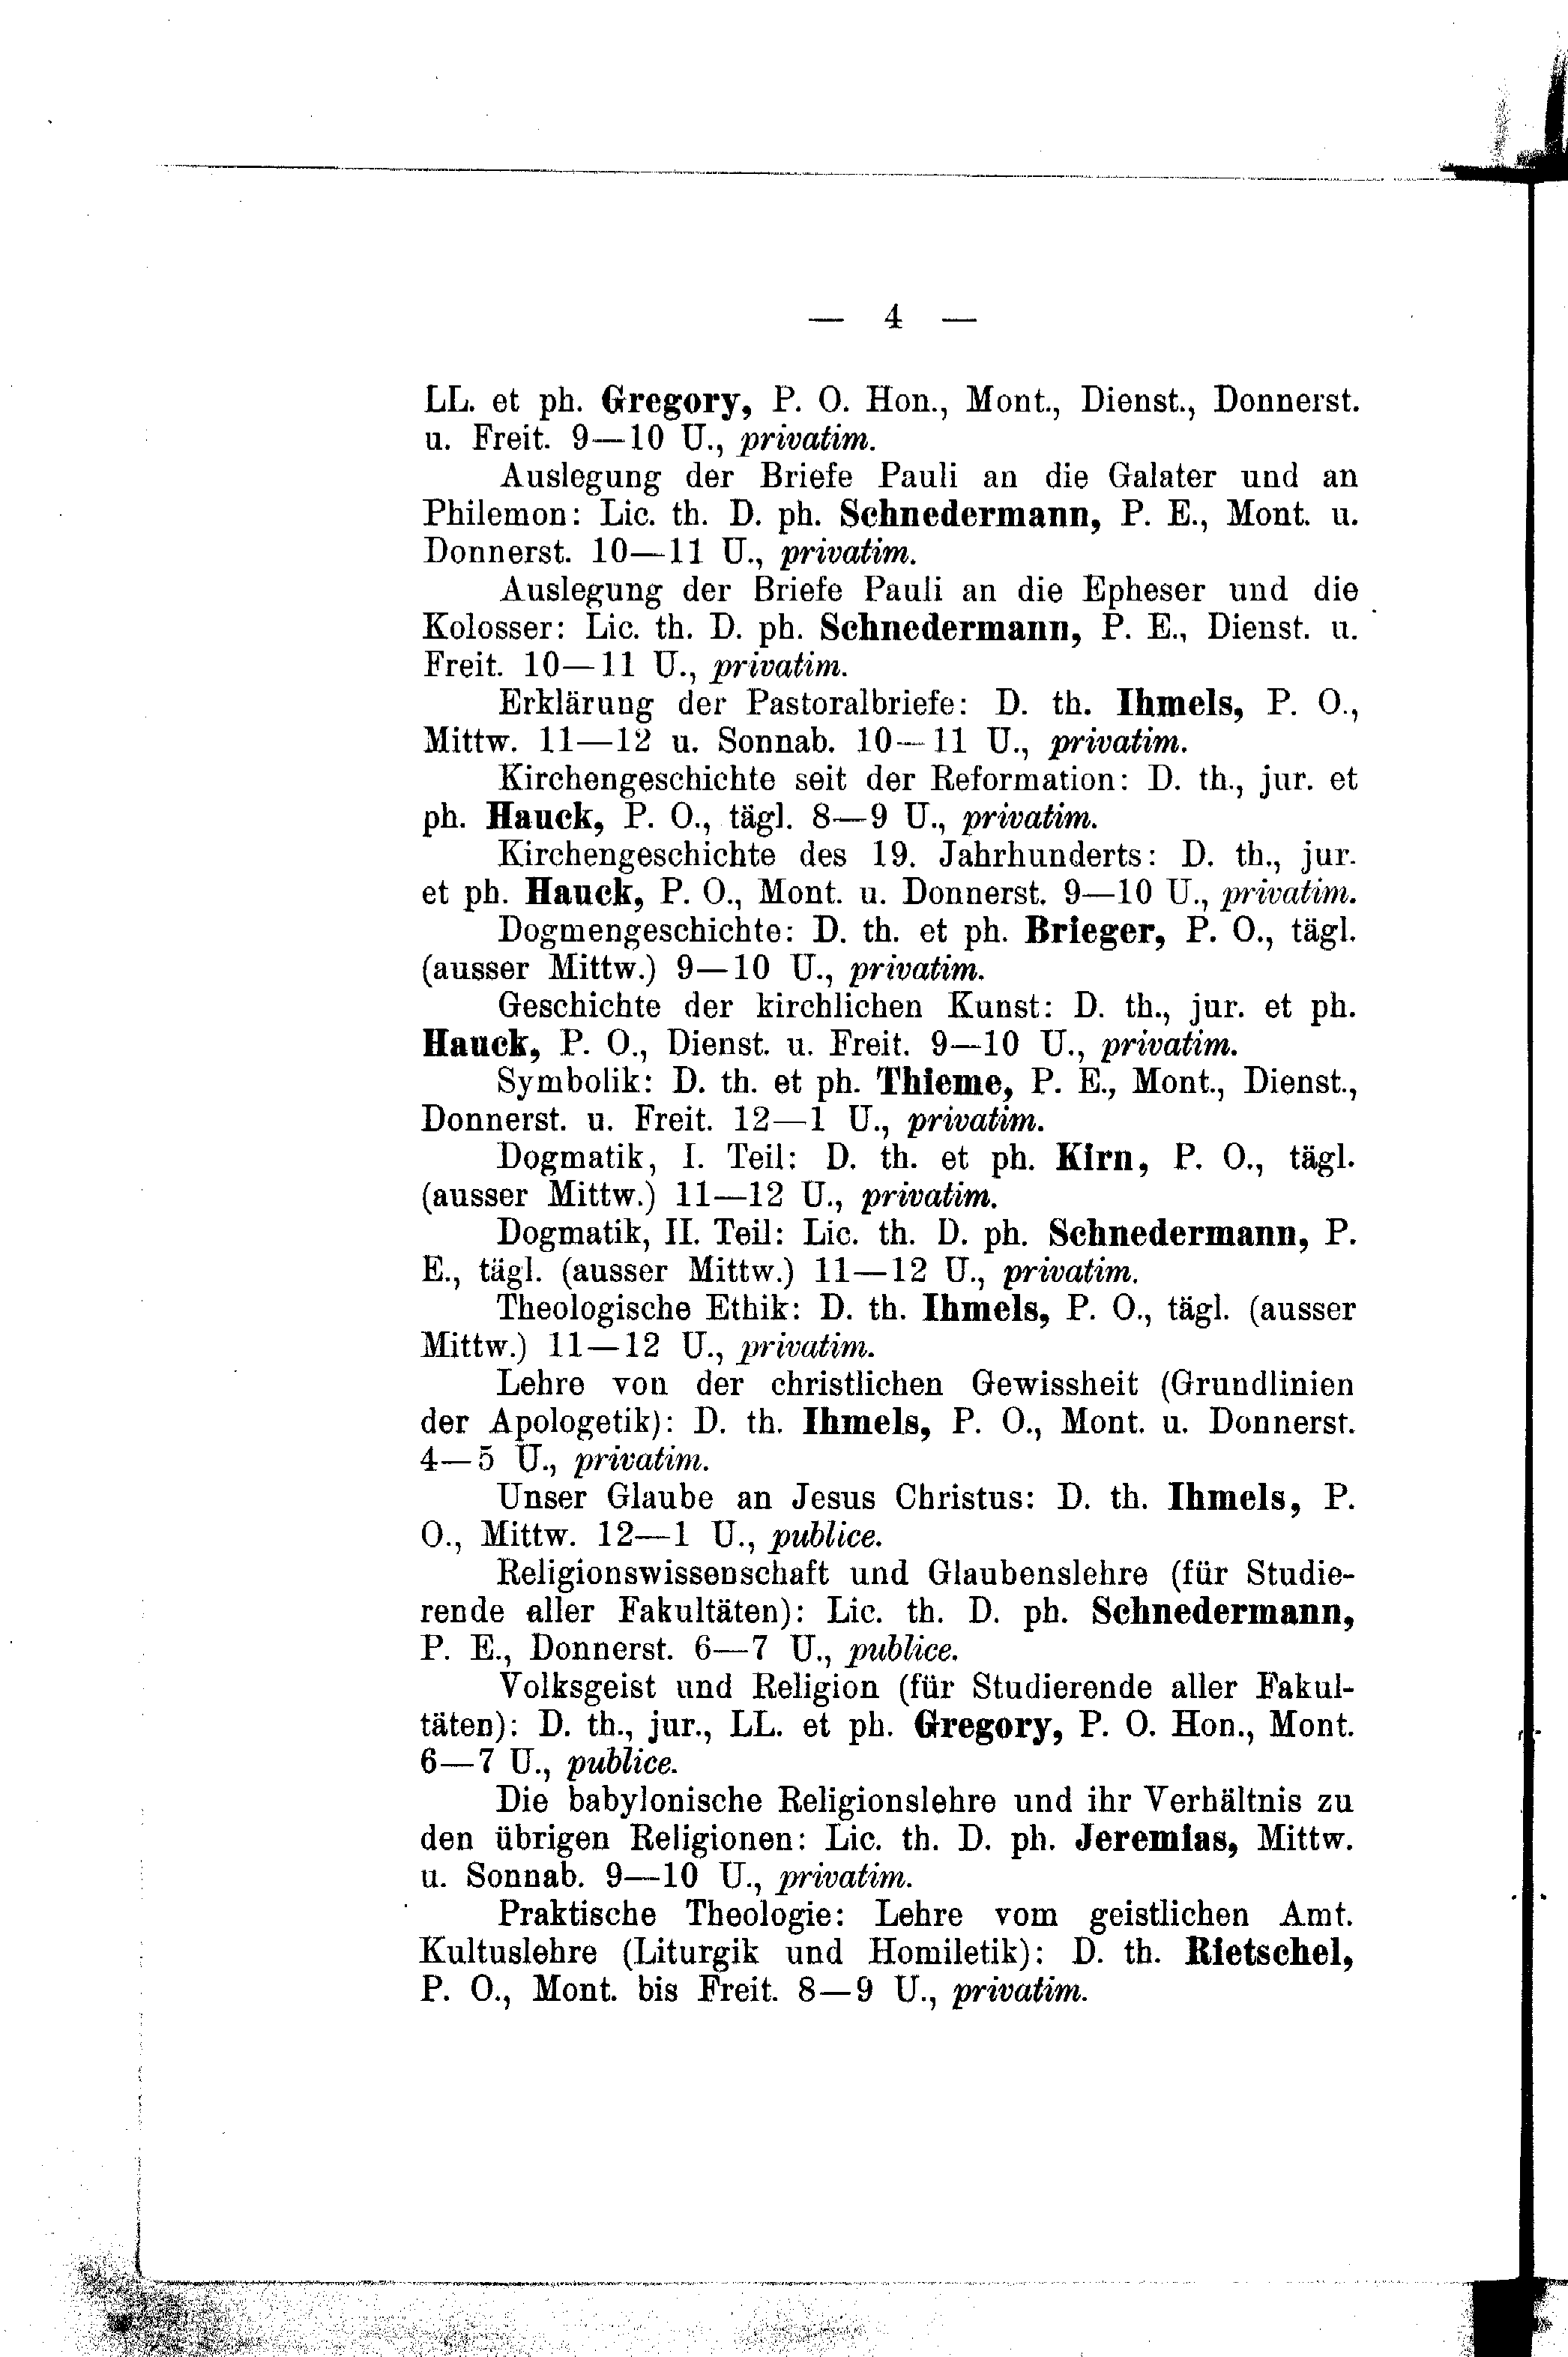 — 4 —
LL. et ph. Gregory, P. O. Hon., Mont., Dienst., Donnerst.
u. Freit. 9—10 U., privatim.
Auslegung der Briefe Pauli an die Galater und an
Philemon: Lic. th. D. ph. Schnedermann, P. E., Mont. u.
Donnerst. 10—11 U., privatim.
Auslegung der Briefe Pauli an die Epheser und die
Kolosser: Lic. th. D. ph. Schnedermann, P. E., Dienst. u.
Freit. 10—11 U., privatim.
Erklärung der Pastoralbriefe: D. th. Ihmels, P. O.,
Mittw. 11—12 u. Sonnab. 10—11 U., privatim.
Kirchengeschichte seit der Reformation: D. th., jur. et
ph. Hauck, P. O., tägl. 8—9 U., privatim.
Kirchengeschichte des 19. Jahrhunderts: D. th., jur.
et ph. Hauck, P. O., Mont. u. Donnerst. 9—10 U., privatim.
Dogmengeschichte: D. th. et ph. Brieger, P. O., tägl.
(ausser Mittw.) 9—10 U., privatim.
Geschichte der kirchlichen Kunst: D. th., jur. et ph.
Hauck, P. O., Dienst. u. Freit. 9—10 U., privatim.
Symbolik: D. th. et ph. Thieme, P. E., Mont., Dienst.,
Donnerst. u. Freit. 12—1 U., privatim.
Dogmatik, I. Teil: D. th. et ph. Kirn, P. O., tägl.
(ausser Mittw.) 11—12 U., privatim.
Dogmatik, II. Teil: Lic. th. D. ph. Schnedermann, P.
E., tägl. (ausser Mittw.) 11—12 U., privatim.
Theologische Ethik: D. th. Ihmels, P. O., tägl. (ausser
Mittw.) 11—12 U., privatim.
Lehre von der christlichen Gewissheit (Grundlinien
der Apologetik): D. th. Ihmels, P. O., Mont. u. Donnerst.
4—5 U., privatim.
Unser Glaube an Jesus Christus: D. th. Ihmels, P.
O., Mittw. 12—1 U., publice.
Religionswissenschaft und Glaubenslehre (für Studie-
rende aller Fakultäten): Lic. th. D. ph. Schnedermann,
P. E., Donnerst. 6—7 U., publice.
Volksgeist und Religion (für Studierende aller Fakul-
täten): D. th., jur., LL. et ph. Gregory, P. O. Hon., Mont.
6—7 U., publice.
Die babylonische Religionslehre und ihr Verhältnis zu
den übrigen Religionen: Lic. th. D. ph. Jeremias, Mittw.
u. Sonnab. 9—10 U., privatim.
Praktische Theologie: Lehre vom geistlichen Amt.
Kultuslehre (Liturgik und Homiletik): D. th. Rietschel,
P. O., Mont. bis Freit. 8—9 U., privatim.